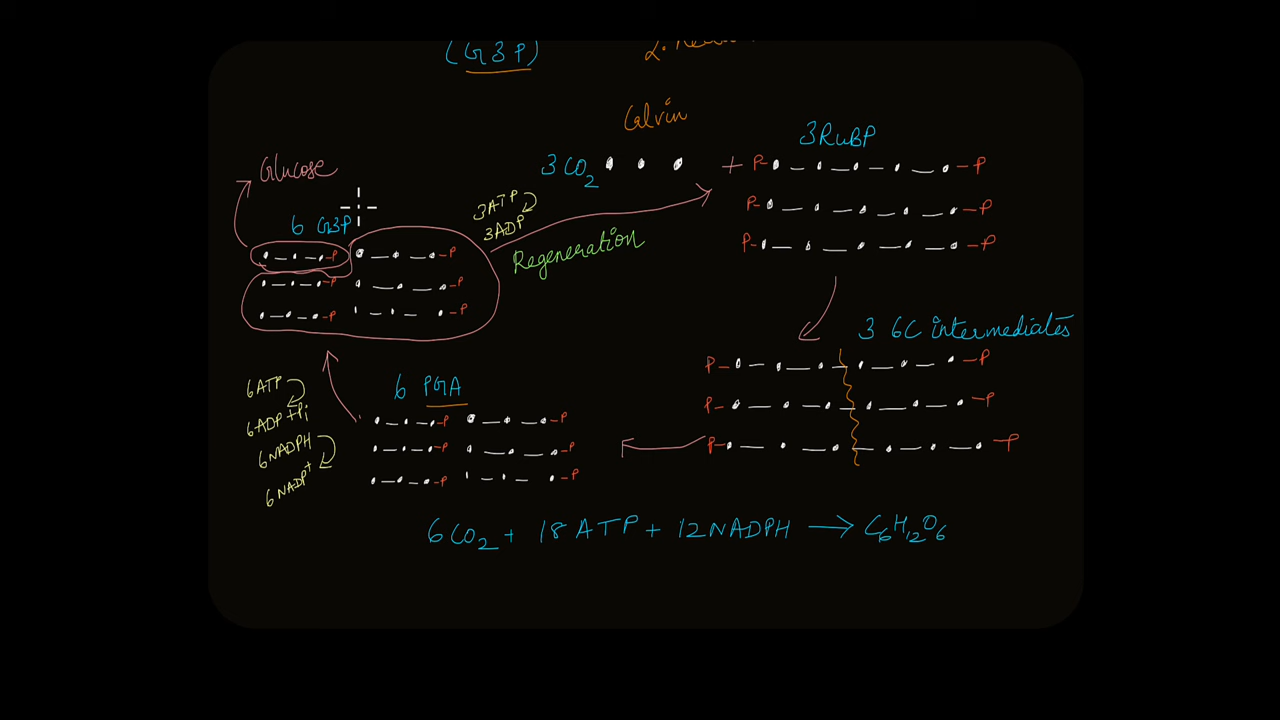 (G3P)
2.
Calvin
3RuBP
3CO2
+ P- -P
P- -P
P- -P
Glucose
6 G3P
3ATP
3ADP
Regeneration
-P -P
-P -P
-P -P
3 6C intermediates
P- -P
P- -P
P- -P
6ATP
6ADP+Pi
6NADPH
6NADP+
6 PGA
-P -P
-P -P
-P -P
6CO2 + 18ATP + 12NADPH → C6H12O6